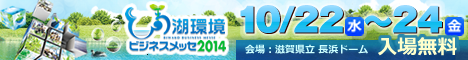 びわ湖環境
ビジネスメッセ2014
BIWAKO BUSINESS MESSE
10/22水〜24金
会場：滋賀県立 長浜ドーム 入場無料